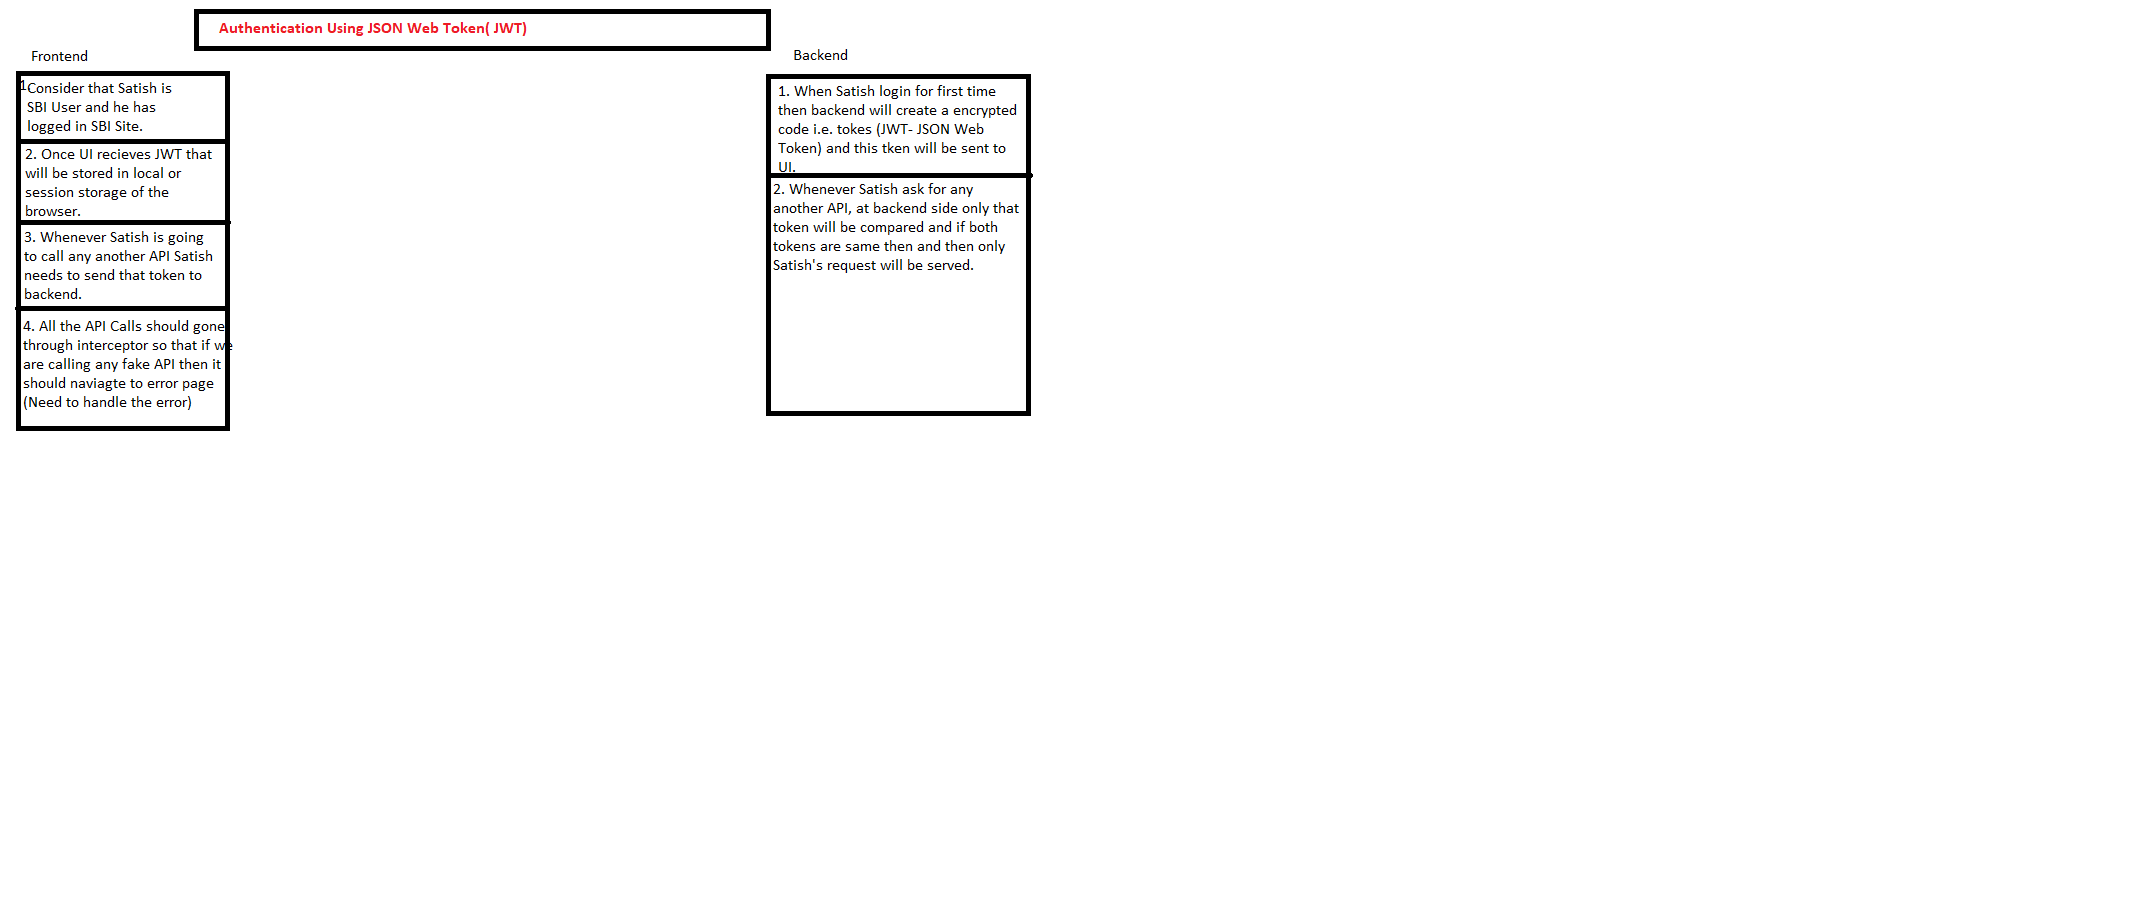 Authentication Using JSON Web Token( JWT)
Frontend
1Consider that Satish is
SBI User and he has
logged in SBI Site.
2. Once UI recieves JWT that
will be stored in local or
session storage of the
browser.
3. Whenever Satish is going
to call any another API Satish
needs to send that token to
backend.
4. All the API Calls should gone
through interceptor so that if we
are calling any fake API then it
should naviagte to error page
(Need to handle the error)
Backend
1. When Satish login for first time
then backend will create a encrypted
code i.e. tokes (JWT- JSON Web
Token) and this tken will be sent to
UI.
2. Whenever Satish ask for any
another API, at backend side only that
token will be compared and if both
tokens are same then and then only
Satish's request will be served.